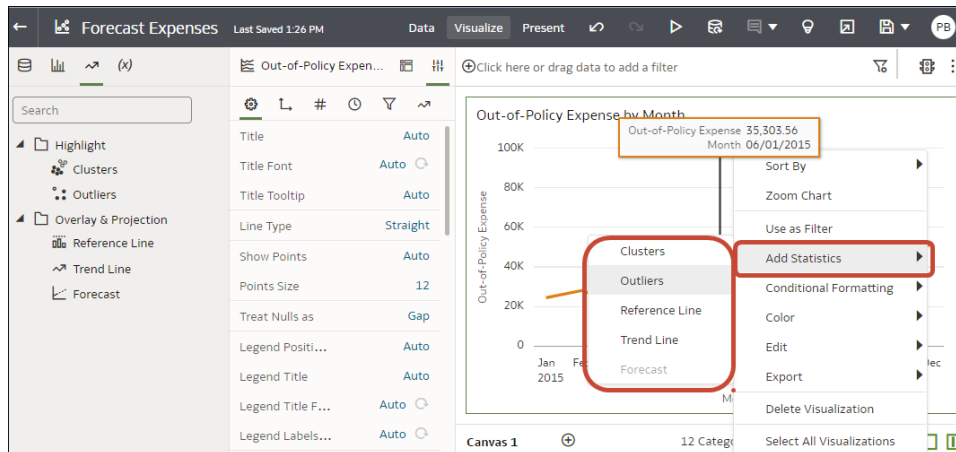 Forecast Expenses Last Saved 1:26 PM Data Visualize Present PB
(x) Out-of-Policy Expen... Click here or drag data to add a filter
Search
Highlight
Clusters
Outliers
Overlay & Projection
Reference Line
Trend Line
Forecast
#
Title Auto
Title Font Auto
Title Tooltip Auto
Line Type Straight
Show Points Auto
Points Size 12
Treat Nulls as Gap
Legend Positi... Auto
Legend Title Auto
Legend Title F... Auto
Legend Labels... Auto
Out-of-Policy Expense by Month
Out-of-Policy Expense 35,303.56
Month 06/01/2015
Out-of-Policy Expense
100K
80K
60K
40K
20K
0
Jan
2015
Clusters
Outliers
Reference Line
Trend Line
Forecast
Sort By
Zoom Chart
Use as Filter
Add Statistics
Conditional Formatting
Color
Edit
Export
Delete Visualization
Select All Visualizations
Canvas 1 12